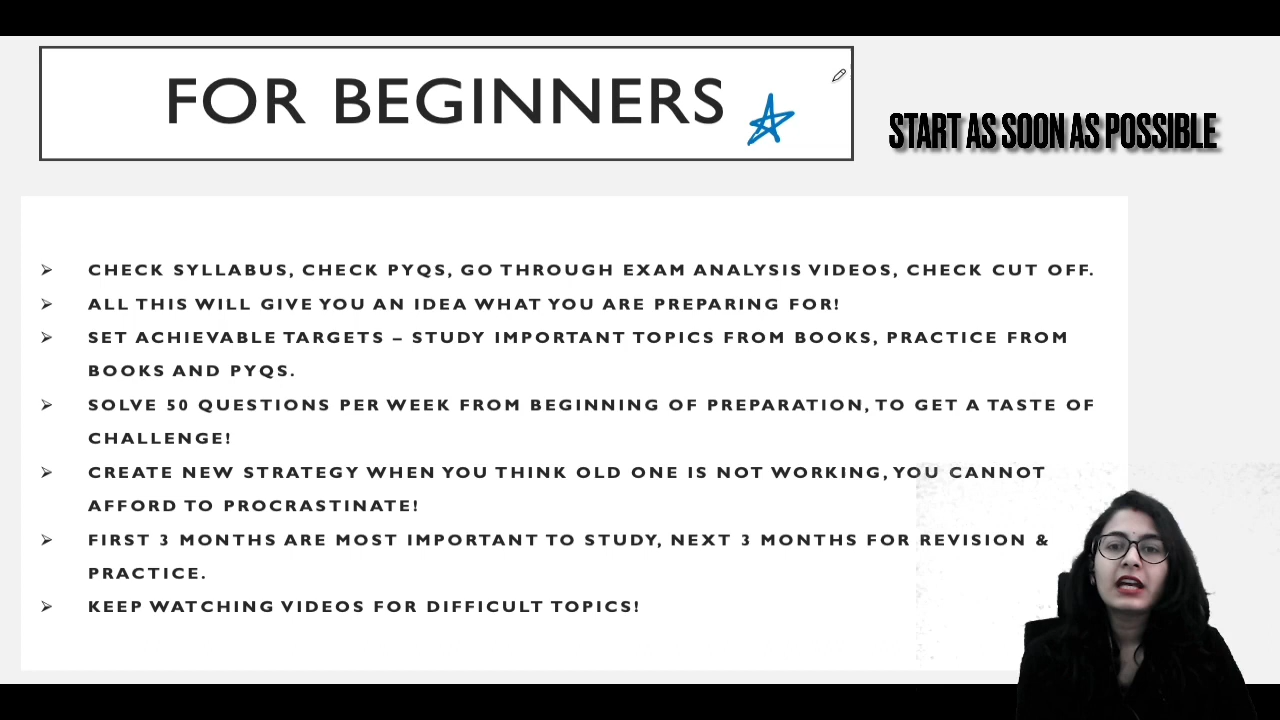 FOR BEGINNERS
START AS SOON AS POSSIBLE
➢ CHECK SYLLABUS, CHECK PYQS, GO THROUGH EXAM ANALYSIS VIDEOS, CHECK CUT OFF.
➢ ALL THIS WILL GIVE YOU AN IDEA WHAT YOU ARE PREPARING FOR!
➢ SET ACHIEVABLE TARGETS – STUDY IMPORTANT TOPICS FROM BOOKS, PRACTICE FROM
BOOKS AND PYQS.
➢ SOLVE 50 QUESTIONS PER WEEK FROM BEGINNING OF PREPARATION, TO GET A TASTE OF
CHALLENGE!
➢ CREATE NEW STRATEGY WHEN YOU THINK OLD ONE IS NOT WORKING, YOU CANNOT
AFFORD TO PROCRASTINATE!
➢ FIRST 3 MONTHS ARE MOST IMPORTANT TO STUDY, NEXT 3 MONTHS FOR REVISION &
PRACTICE.
➢ KEEP WATCHING VIDEOS FOR DIFFICULT TOPICS!